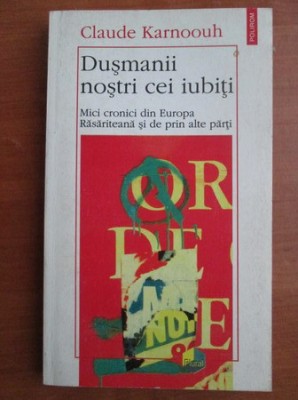 Claude Karnoouh
POLIROM
Duşmanii
noştri cei iubiţi
Mici cronici din Europa
Răsăriteană şi de prin alte părţi
OR
DE
E
Plural